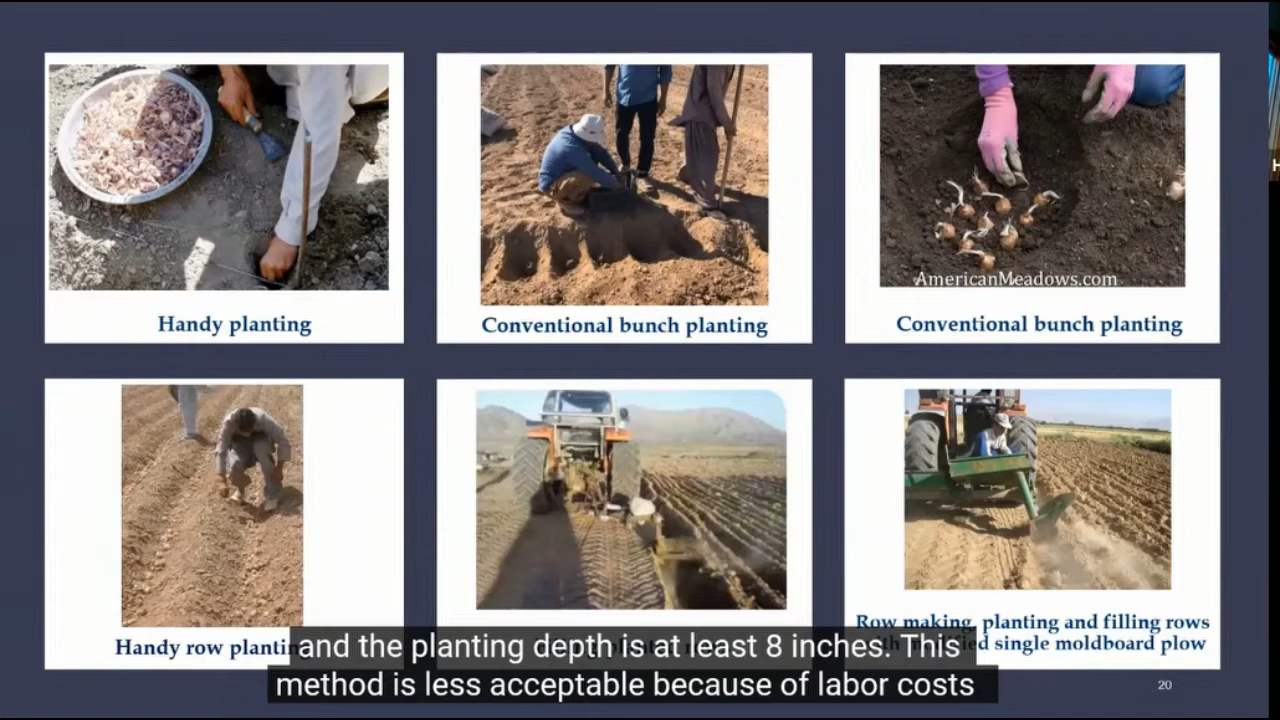 AmericanMeadows.com
Handy planting
Conventional bunch planting
Conventional bunch planting
Handy row planting
Row making, planting and filling rows
single moldboard plow
and the planting depth is at least 8 inches. This
method is less acceptable because of labor costs
20
H